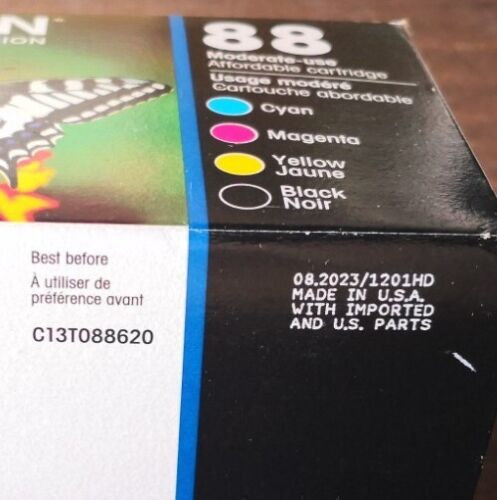 88
Moderate-use
Affordable cartridge
Usage modéré
Cartouche abordable
Cyan
Magenta
Yellow
Jaune
Black
Noir
Best before
À utiliser de
préférence avant
C13T088620
08.2023/1201HD
MADE IN U.S.A.
WITH IMPORTED
AND U.S. PARTS